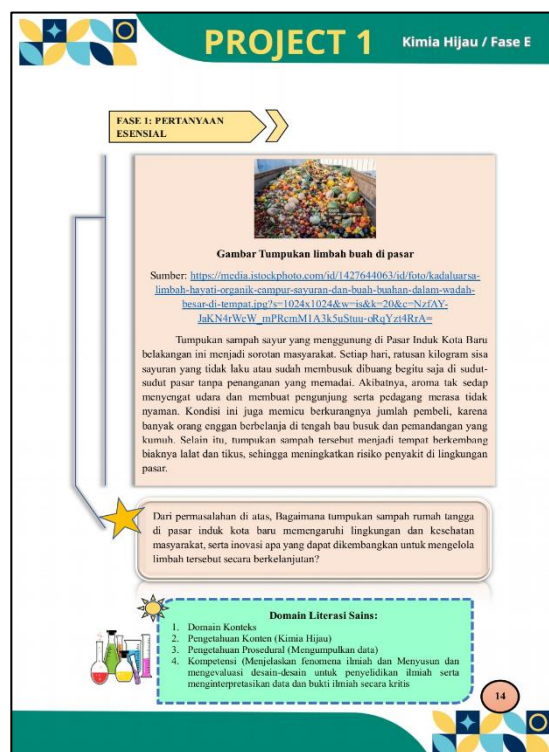 PROJECT 1
Kimia Hijau / Fase E
FASE 1: PERTANYAAN
ESENSIAL
Gambar Tumpukan limbah buah di pasar
Sumber: https://media.istockphoto.com/id/1427644063/id/foto/kadaluarsa-
limbah-hayati-organik-campur-sayuran-dan-buah-buahan-dalam-wadah-
besar-di-tempat.jpg?s=1024x1024&w=is&k=20&c=NzfAY-
JaKN4rWcW_mPRcmM1A3k5uStuu-oRqYzt4RrA=
Tumpukan sampah sayur yang menggunung di Pasar Induk Kota Baru
belakangan ini menjadi sorotan masyarakat. Setiap hari, ratusan kilogram sisa
sayuran yang tidak laku atau sudah membusuk dibuang begitu saja di sudut-
sudut pasar tanpa penanganan yang memadai. Akibatnya, aroma tak sedap
menyengat udara dan membuat pengunjung serta pedagang merasa tidak
nyaman. Kondisi ini juga memicu berkurangnya jumlah pembeli, karena
banyak orang enggan berbelanja di tengah bau busuk dan pemandangan yang
kumuh. Selain itu, tumpukan sampah tersebut menjadi tempat berkembang
biaknya lalat dan tikus, sehingga meningkatkan risiko penyakit di lingkungan
pasar.
Dari permasalahan di atas, Bagaimana tumpukan sampah rumah tangga
di pasar induk kota baru memengaruhi lingkungan dan kesehatan
masyarakat, serta inovasi apa yang dapat dikembangkan untuk mengelola
limbah tersebut secara berkelanjutan?
Domain Literasi Sains:
1. Domain Konteks
2. Pengetahuan Konten (Kimia Hijau)
3. Pengetahuan Prosedural (Mengumpulkan data)
4. Kompetensi (Menjelaskan fenomena ilmiah dan Menyusun dan
mengevaluasi desain-desain untuk penyelidikan ilmiah serta
menginterpretasikan data dan bukti ilmiah secara kritis
14